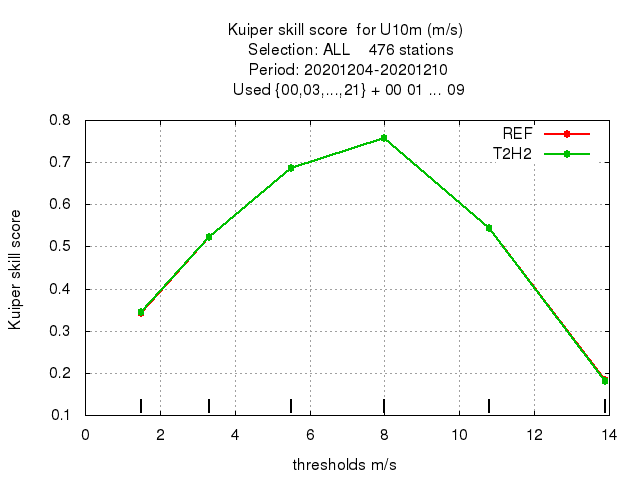 Kuiper skill score for U10m (m/s)
Selection: ALL 476 stations
Period: 20201204-20201210
Used {00,03,...,21} + 00 01 ... 09
REF
T2H2
Kuiper skill score
0.8
0.7
0.6
0.5
0.4
0.3
0.2
0.1
0 2 4 6 8 10 12 14
thresholds m/s